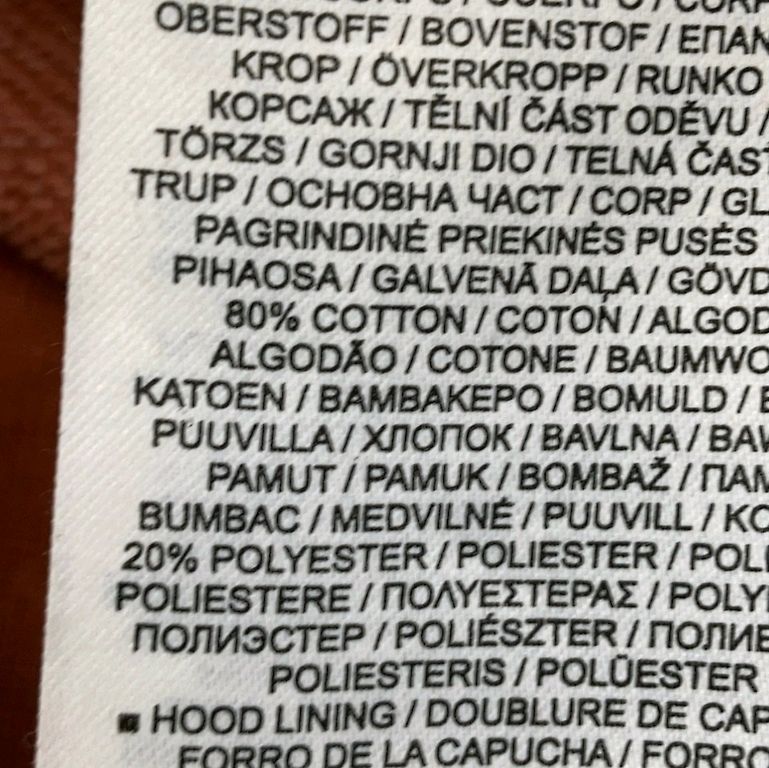 OBERSTOFF / BOVENSTOF / ΕΠΑΝ
KROP / ÖVERKROPP / RUNKO
КОРСАЖ / TĚLNÍ ČÁST ODĚVU /
TÖRZS / GORNJI DIO / TELNÁ ČAST
TRUP / ОСНОВНА ЧАСТ / CORP / GL
PAGRINDINĖ PRIEKINĖS PUSĖS
PIHAOSA / GALVENĀ DAĻA / GÖVD
80% COTTON / COTON / ALGOD
ALGODÃO / COTONE / BAUMWO
KATOEN / ΒΑΜΒΑΚΕΡΟ / BOMULD / B
PUUVILLA / ХЛОПОК / BAVLNA / BAV
PAMUT / PAMUK / BOMBAŽ / ПАМ
BUMBAC / MEDVILNĖ / PUUVILL / KO
20% POLYESTER / POLIESTER / POLI
POLIESTERE / ΠΟΛΥΕΣΤΕΡΑΣ / POLY
ПОЛИЭСТЕР / POLIÉSZTER / ПОЛИЕ
POLIESTERIS / POLÜESTER
■ HOOD LINING / DOUBLURE DE CAP
FORRO DE LA CAPUCHA / FORRO